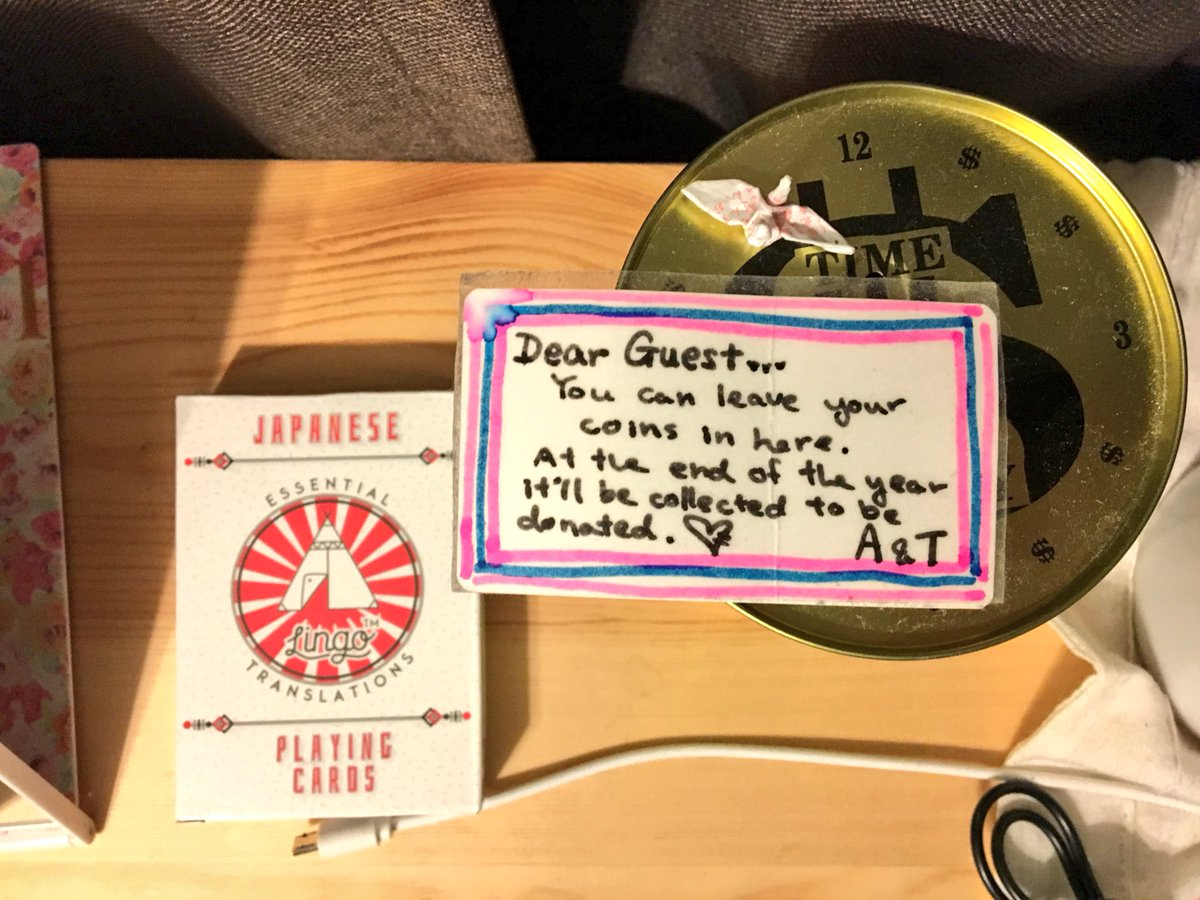 JAPANESE
ESSENTIAL
Lingo™
TRANSLATIONS
PLAYING
CARDS
12
$
$
TIME
3
$
$
Dear Guest...
You can leave your
coins in here.
At the end of the year
it'll be collected to be
donated. ♡
A & T